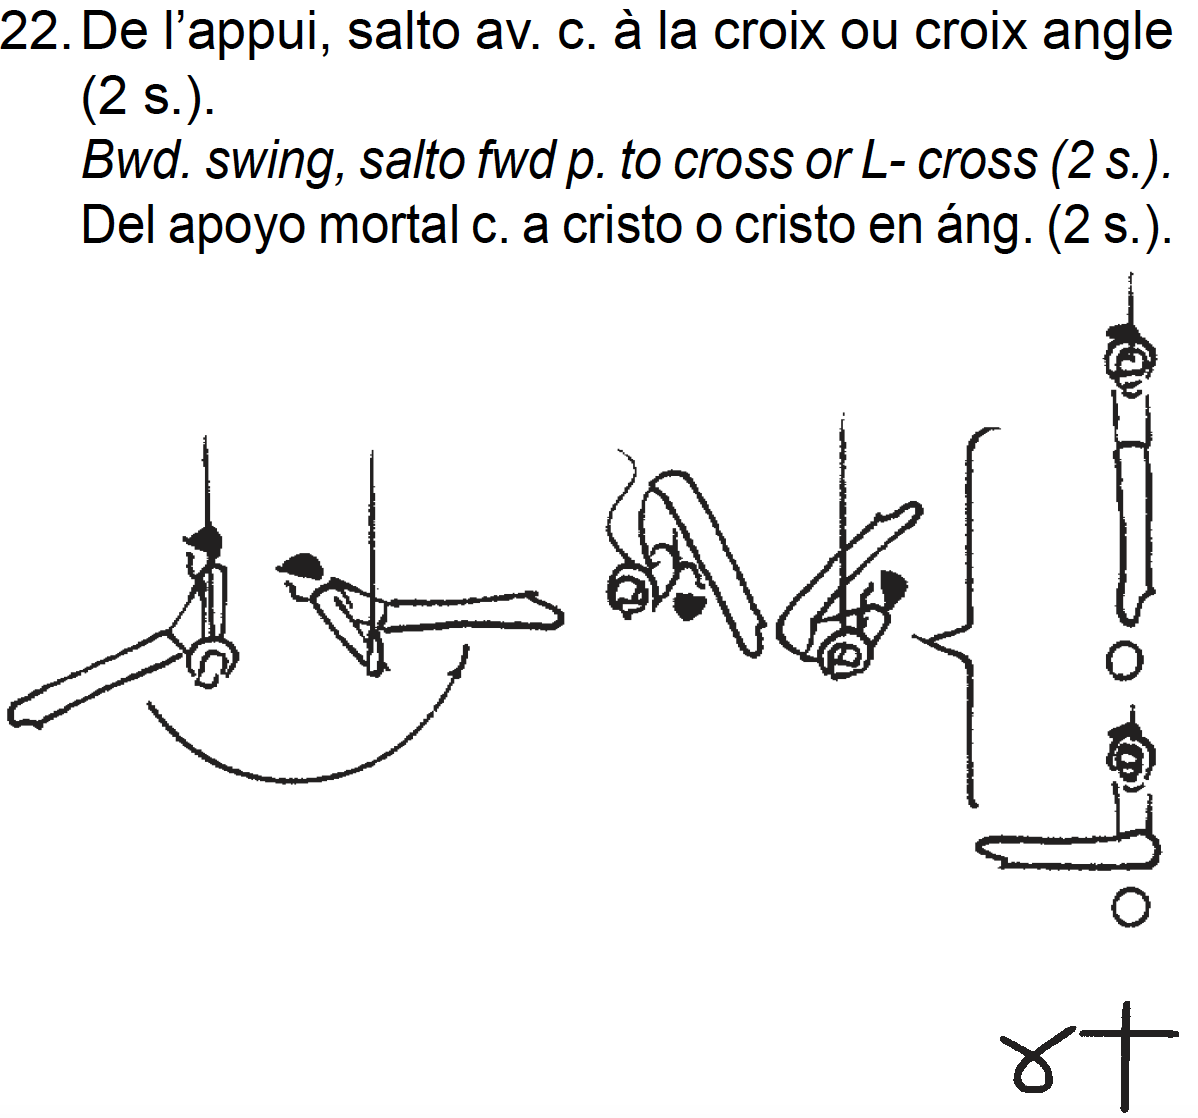 22. De l’appui, salto av. c. à la croix ou croix angle
(2 s.).
Bwd. swing, salto fwd p. to cross or L- cross (2 s.).
Del apoyo mortal c. a cristo o cristo en áng. (2 s.).